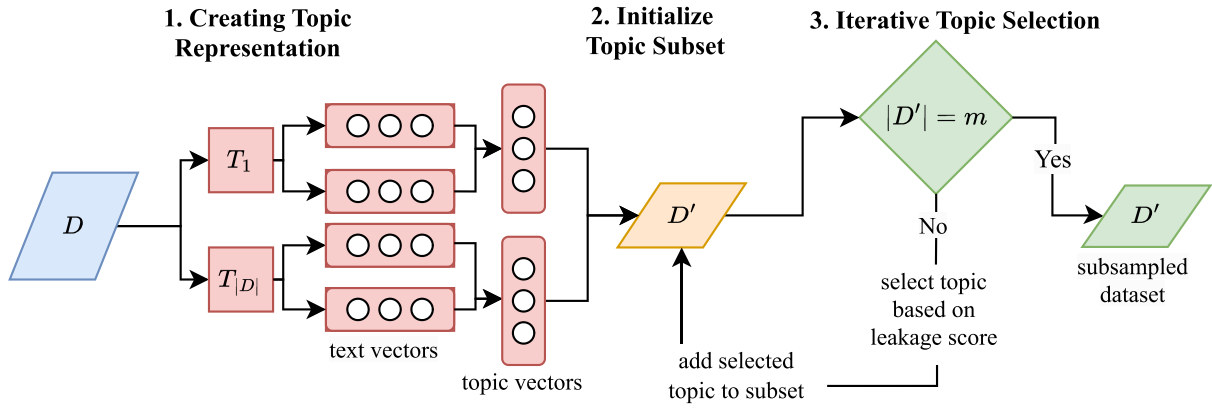 1. Creating Topic
Representation
2. Initialize
Topic Subset
3. Iterative Topic Selection
D
T₁
T|D|
text vectors
topic vectors
D′
|D′| = m
Yes
No
select topic
based on
leakage score
add selected
topic to subset
D′
subsampled
dataset